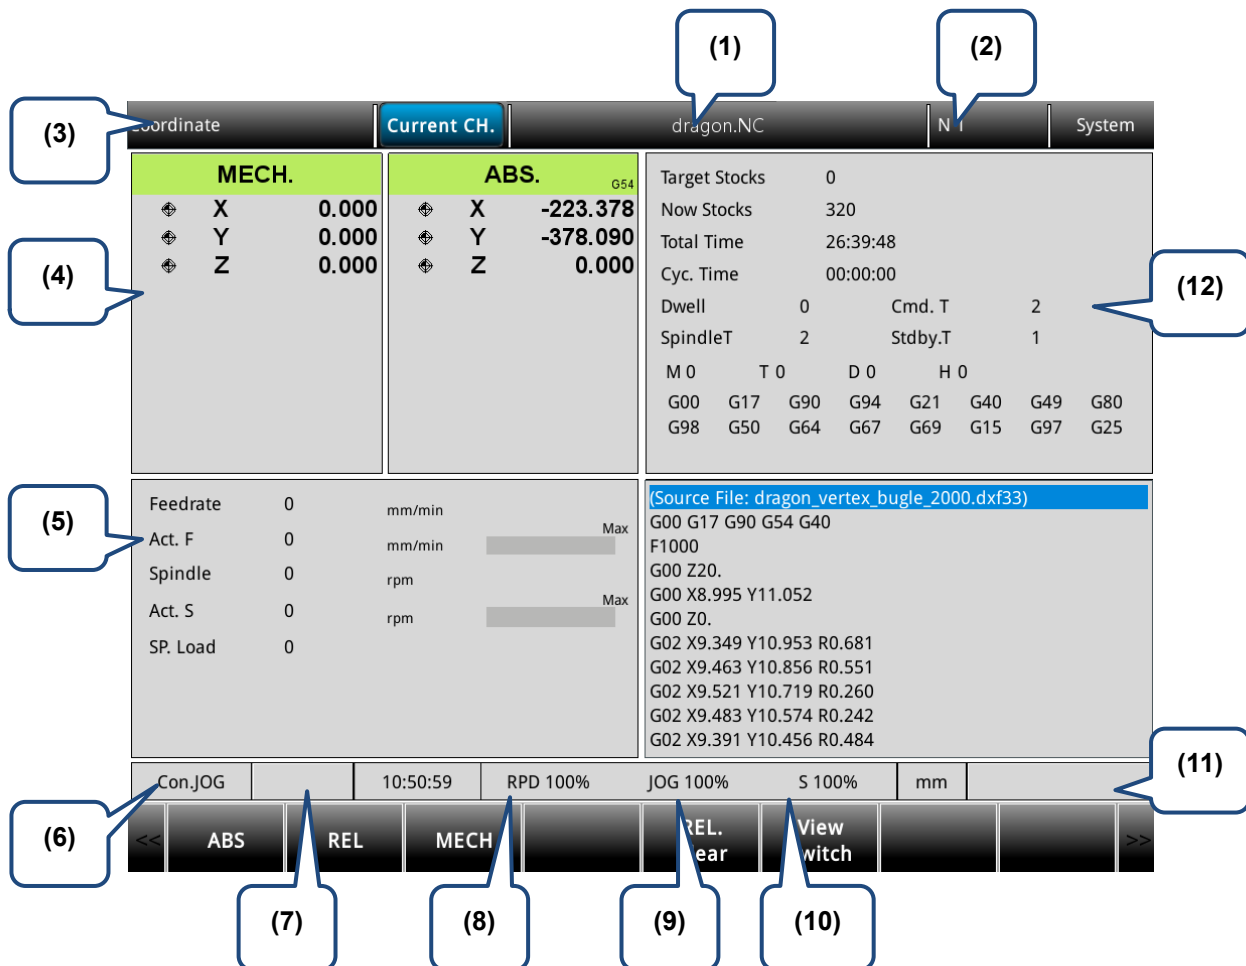 (1) (2)
(3) Coordinate Current CH. dragon.NC N 1 System
MECH. ABS. G54
X 0.000 X -223.378
Y 0.000 Y -378.090
Z 0.000 Z 0.000
(4)
Target Stocks 0
Now Stocks 320
Total Time 26:39:48
Cyc. Time 00:00:00
Dwell 0 Cmd. T 2
SpindleT 2 Stdby.T 1
M 0 T 0 D 0 H 0
G00 G17 G90 G94 G21 G40 G49 G80
G98 G50 G64 G67 G69 G15 G97 G25
(12)
(5)
Feedrate 0 mm/min
Act. F 0 mm/min Max
Spindle 0 rpm
Act. S 0 rpm Max
SP. Load 0
(Source File: dragon_vertex_bugle_2000.dxf33)
G00 G17 G90 G54 G40
F1000
G00 Z20.
G00 X8.995 Y11.052
G00 Z0.
G02 X9.349 Y10.953 R0.681
G02 X9.463 Y10.856 R0.551
G02 X9.521 Y10.719 R0.260
G02 X9.483 Y10.574 R0.242
G02 X9.391 Y10.456 R0.484
(11)
Con.JOG 10:50:59 RPD 100% JOG 100% S 100% mm
(6)
<< ABS REL MECH REL. View >>
(7) (8) (9) (10)